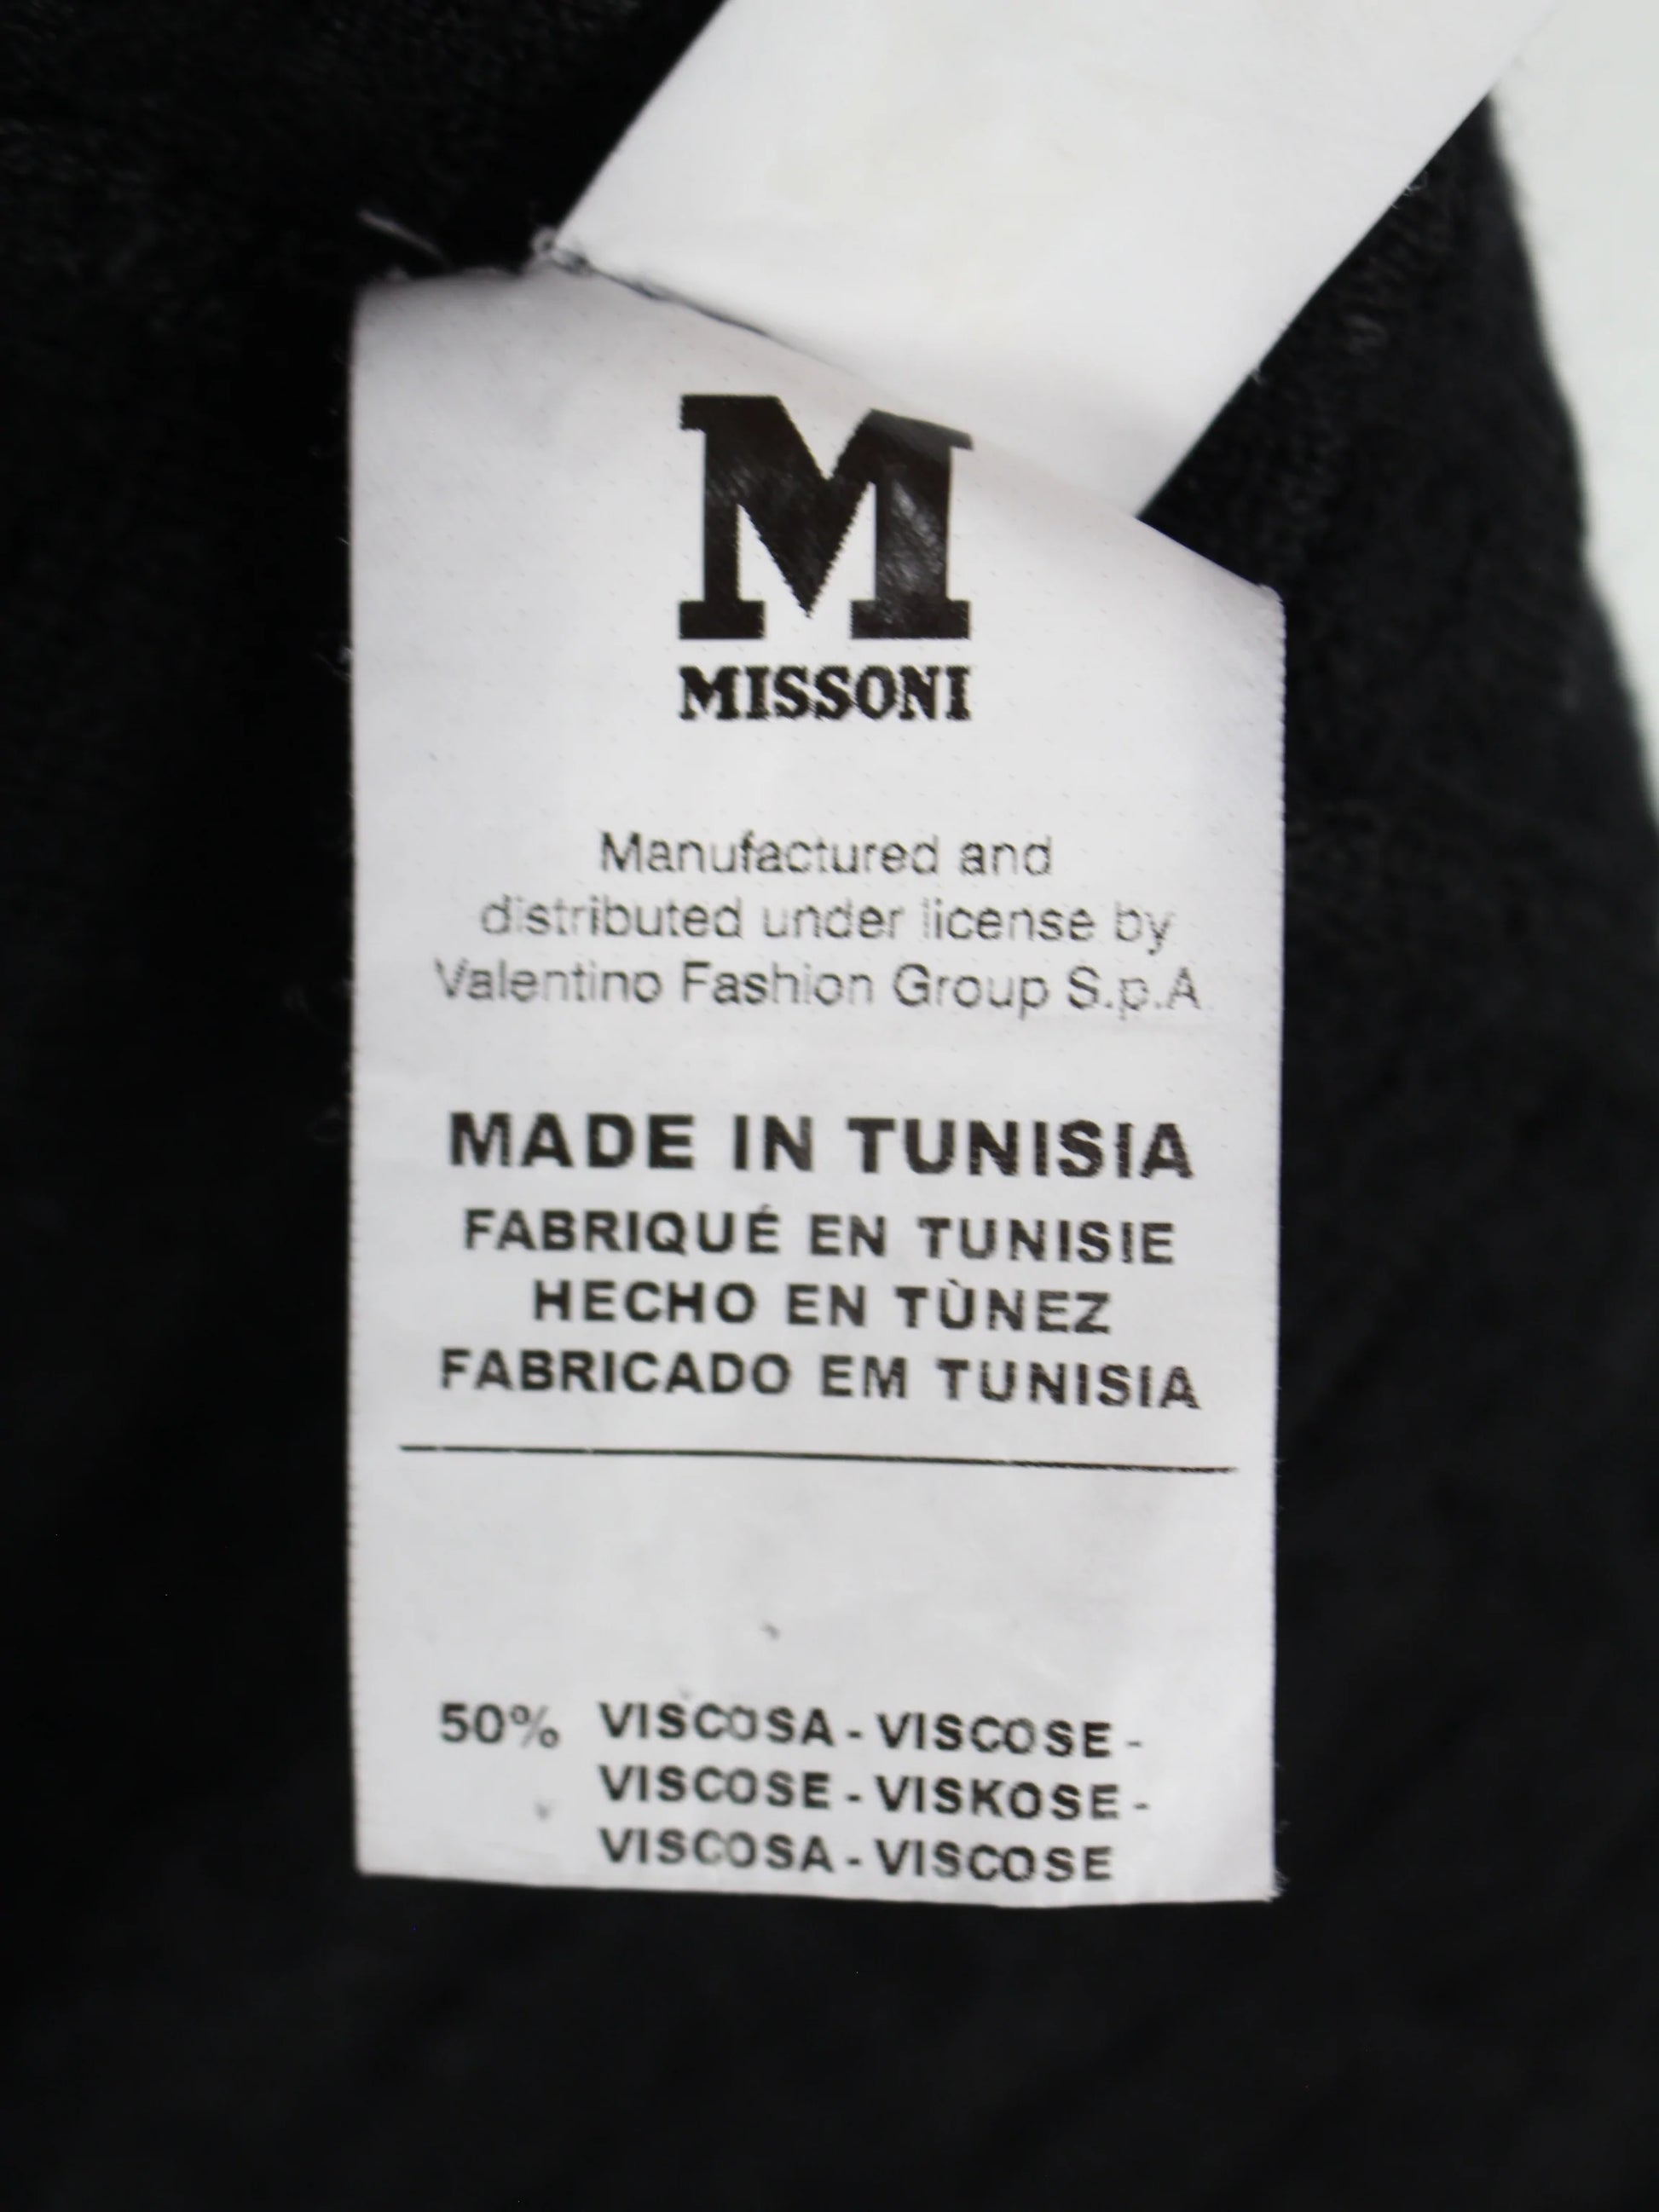 M
MISSONI
Manufactured and
distributed under license by
Valentino Fashion Group S.p.A
MADE IN TUNISIA
FABRIQUÉ EN TUNISIE
HECHO EN TÙNEZ
FABRICADO EM TUNISIA
50% VISCOSA - VISCOSE -
VISCOSE - VISKOSE -
VISCOSA - VISCOSE